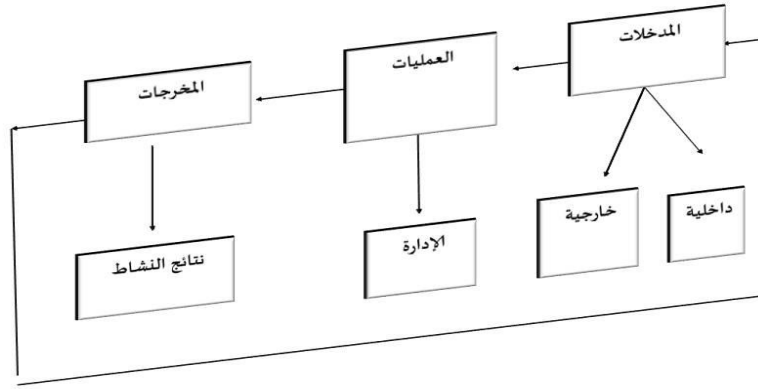 المدخلات
العمليات
المخرجات
داخلية
خارجية
الإدارة
نتائج النشاط